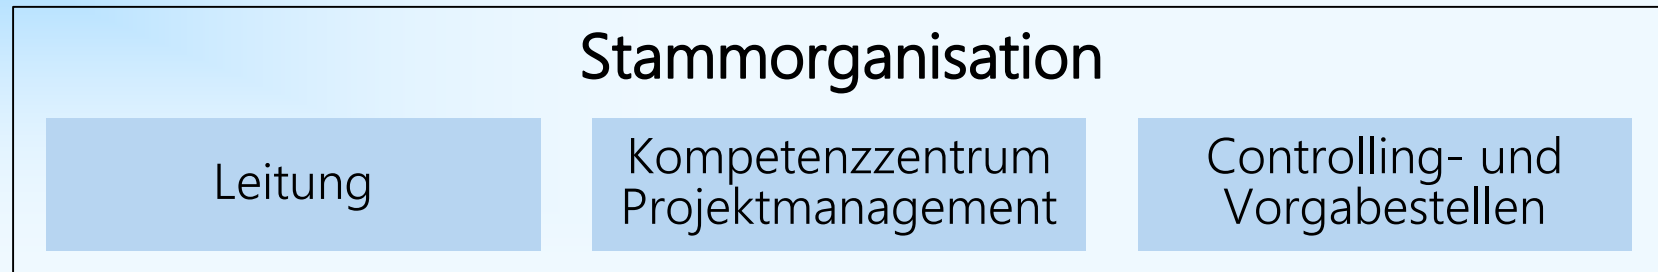 Stammorganisation
Leitung
Kompetenzzentrum
Projektmanagement
Controlling- und
Vorgabestellen